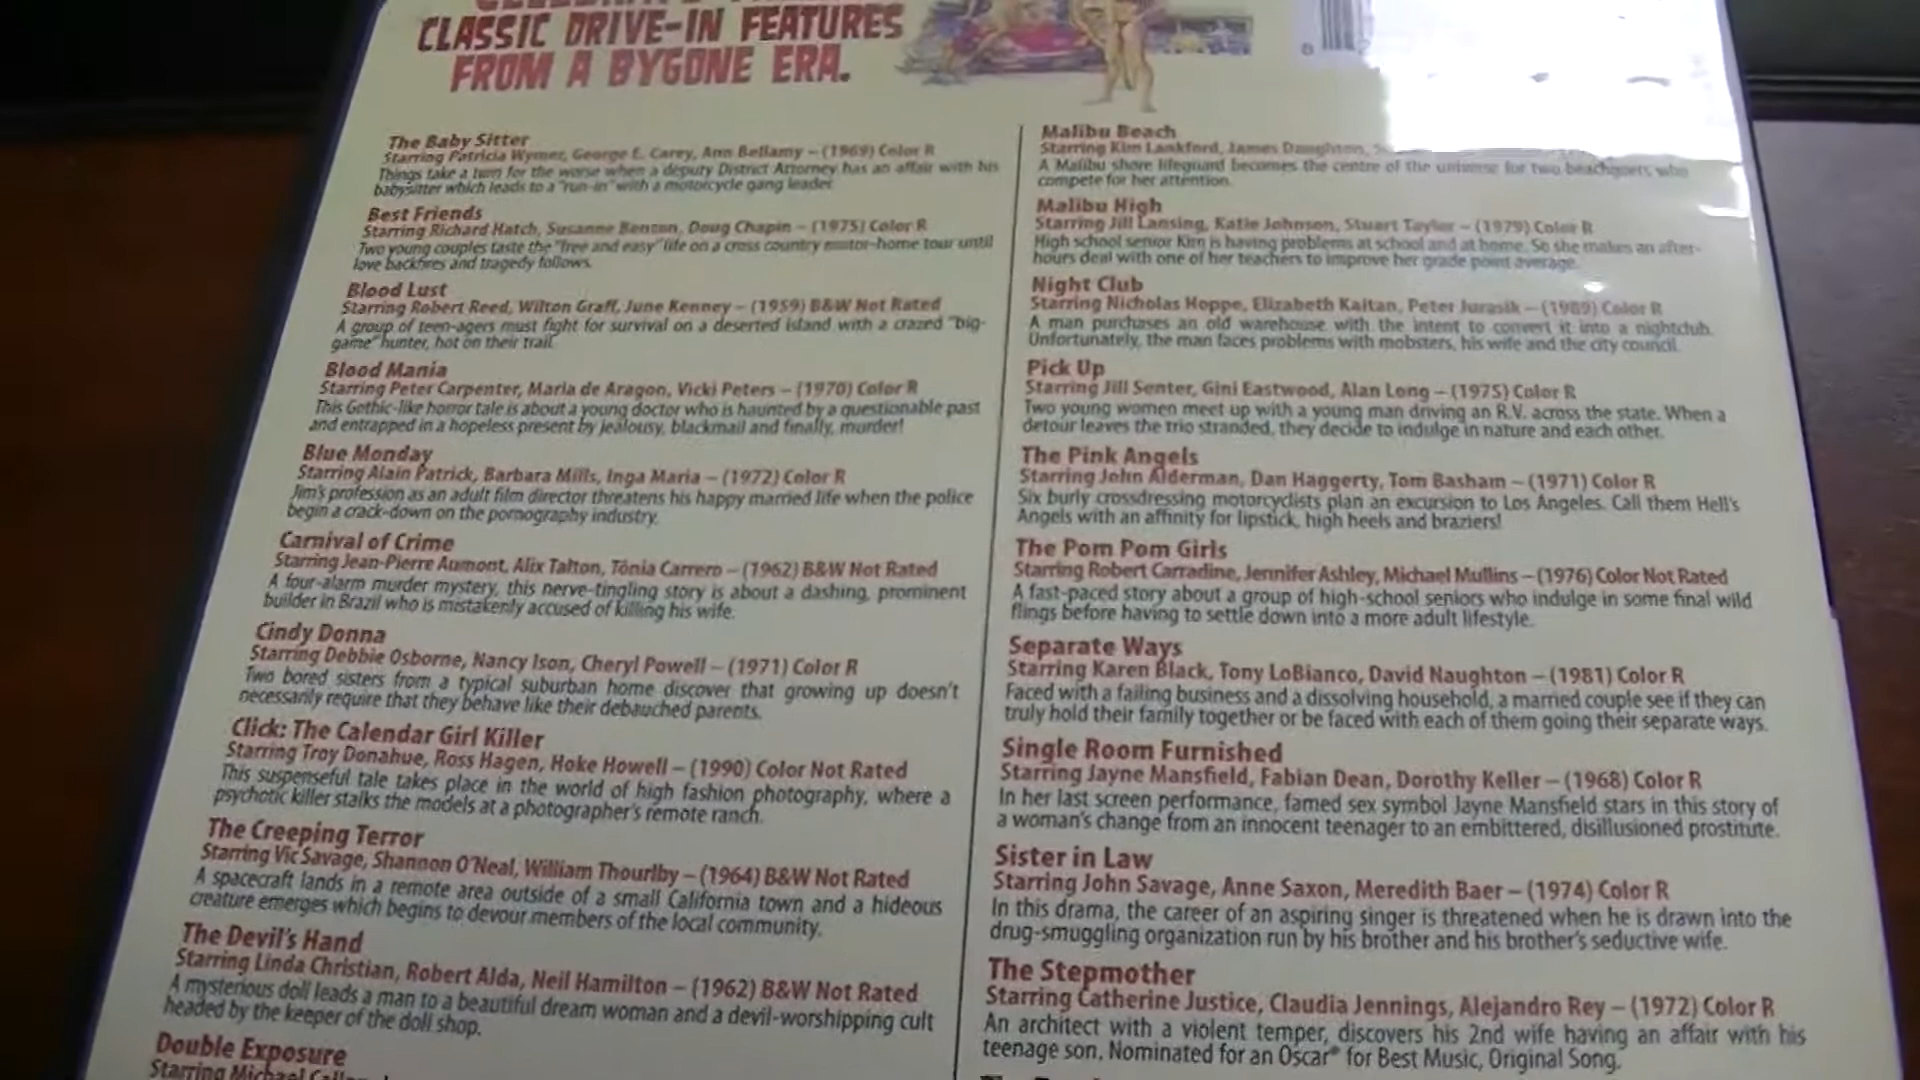 CLASSIC DRIVE-IN FEATURES
FROM A BYGONE ERA.
The Baby Sitter
Starring Patricia Wymer, George E. Carey, Ann Bellamy – (1969) Color R
Things take a turn for the worse when a deputy District Attorney has an affair with his
babysitter which leads to a "run-in" with a motorcycle gang leader.
Best Friends
Starring Richard Hatch, Susanne Benton, Doug Chapin – (1975) Color R
Two young couples taste the "free and easy" life on a cross country motor-home tour until
love backfires and tragedy follows.
Blood Lust
Starring Robert Reed, Wilton Graff, June Kenney – (1959) B&W Not Rated
A group of teen-agers must fight for survival on a deserted island with a crazed "big-
game" hunter, hot on their trail.
Blood Mania
Starring Peter Carpenter, Maria de Aragon, Vicki Peters – (1970) Color R
This Gothic-like horror tale is about a young doctor who is haunted by a questionable past
and entrapped in a hopeless present by jealousy, blackmail and finally, murder!
Blue Monday
Starring Alain Patrick, Barbara Mills, Inga Maria – (1972) Color R
Jim's profession as an adult film director threatens his happy married life when the police
begin a crack-down on the pornography industry.
Carnival of Crime
Starring Jean-Pierre Aumont, Alix Talton, Tônia Carrero – (1962) B&W Not Rated
A four-alarm murder mystery, this nerve-tingling story is about a dashing, prominent
builder in Brazil who is mistakenly accused of killing his wife.
Cindy Donna
Starring Debbie Osborne, Nancy Ison, Cheryl Powell – (1971) Color R
Two bored sisters from a typical suburban home discover that growing up doesn't
necessarily require that they behave like their debauched parents.
Click: The Calendar Girl Killer
Starring Troy Donahue, Ross Hagen, Hoke Howell – (1990) Color Not Rated
This suspenseful tale takes place in the world of high fashion photography, where a
psychotic killer stalks the models at a photographer's remote ranch.
The Creeping Terror
Starring Vic Savage, Shannon O'Neal, William Thourlby – (1964) B&W Not Rated
A spacecraft lands in a remote area outside of a small California town and a hideous
creature emerges which begins to devour members of the local community.
The Devil's Hand
Starring Linda Christian, Robert Alda, Neil Hamilton – (1962) B&W Not Rated
A mysterious doll leads a man to a beautiful dream woman and a devil-worshipping cult
headed by the keeper of the doll shop.
Double Exposure
Starring Michael
Malibu Beach
Starring Kim Lankford, James Daughton,
A Malibu shore lifeguard becomes the centre of the universe for two beachgoers who
compete for her attention.
Malibu High
Starring Jill Lansing, Katie Johnson, Stuart Taylor – (1979) Color R
High school senior Kim is having problems at school and at home. So she makes an after-
hours deal with one of her teachers to improve her grade point average.
Night Club
Starring Nicholas Hoppe, Elizabeth Kaitan, Peter Jurasik – (1989) Color R
A man purchases an old warehouse with the intent to convert it into a nightclub.
Unfortunately, the man faces problems with mobsters, his wife and the city council.
Pick Up
Starring Jill Senter, Gini Eastwood, Alan Long – (1975) Color R
Two young women meet up with a young man driving an R.V. across the state. When a
detour leaves the trio stranded, they decide to indulge in nature and each other.
The Pink Angels
Starring John Alderman, Dan Haggerty, Tom Basham – (1971) Color R
Six burly crossdressing motorcyclists plan an excursion to Los Angeles. Call them Hell's
Angels with an affinity for lipstick, high heels and braziers!
The Pom Pom Girls
Starring Robert Carradine, Jennifer Ashley, Michael Mullins – (1976) Color Not Rated
A fast-paced story about a group of high-school seniors who indulge in some final wild
flings before having to settle down into a more adult lifestyle.
Separate Ways
Starring Karen Black, Tony LoBianco, David Naughton – (1981) Color R
Faced with a failing business and a dissolving household, a married couple see if they can
truly hold their family together or be faced with each of them going their separate ways.
Single Room Furnished
Starring Jayne Mansfield, Fabian Dean, Dorothy Keller – (1968) Color R
In her last screen performance, famed sex symbol Jayne Mansfield stars in this story of
a woman's change from an innocent teenager to an embittered, disillusioned prostitute.
Sister in Law
Starring John Savage, Anne Saxon, Meredith Baer – (1974) Color R
In this drama, the career of an aspiring singer is threatened when he is drawn into the
drug-smuggling organization run by his brother and his brother's seductive wife.
The Stepmother
Starring Catherine Justice, Claudia Jennings, Alejandro Rey – (1972) Color R
An architect with a violent temper, discovers his 2nd wife having an affair with his
teenage son. Nominated for an Oscar® for Best Music, Original Song.